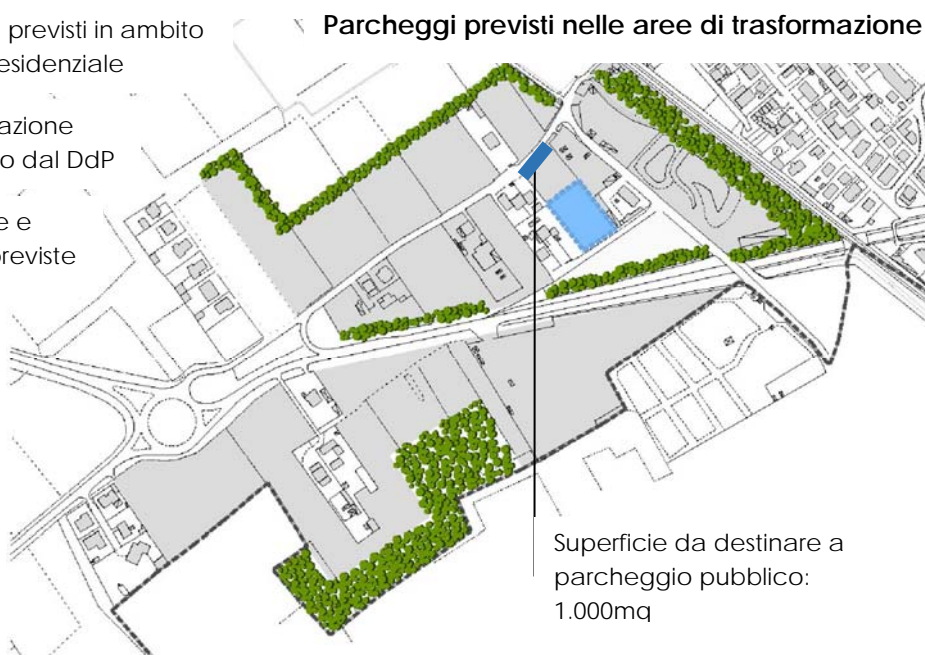 previsti in ambito
esidenziale
azione
o dal DdP
e e
previste
Parcheggi previsti nelle aree di trasformazione
Superficie da destinare a
parcheggio pubblico:
1.000mq